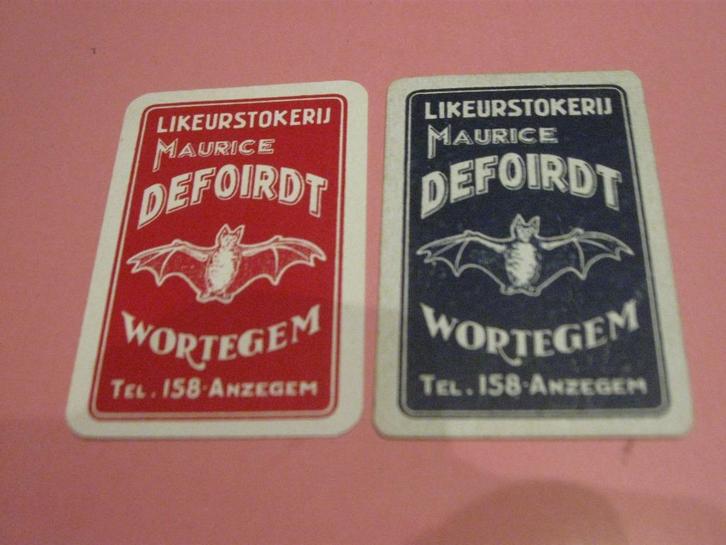 LIKEURSTOKERIJ
MAURICE
DEFOIRDT
WORTEGEM
TEL. 158·ANZEGEM
LIKEURSTOKERIJ
MAURICE
DEFOIRDT
WORTEGEM
TEL. 158·ANZEGEM